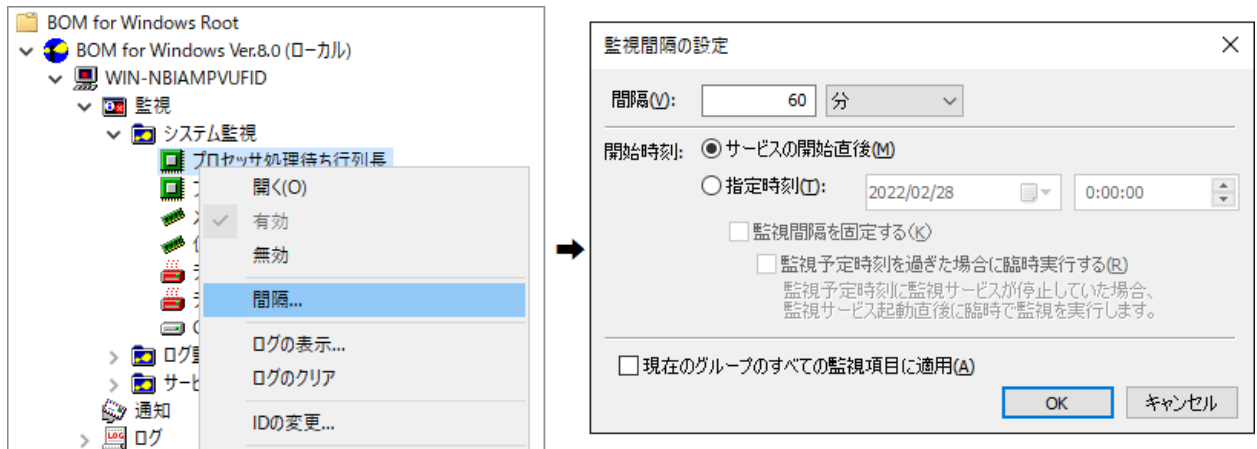 BOM for Windows Root
BOM for Windows Ver.8.0 (ローカル)
WIN-NBIAMPVUFID
監視
システム監視
プロセッサ処理待ち行列長
開く(O)
有効
無効
間隔...
ログの表示...
ログのクリア
IDの変更...
ログ
サービ
通知
ログ
監視間隔の設定
間隔(V): 60 分
開始時刻: サービスの開始直後(M)
指定時刻(T): 2022/02/28 0:00:00
監視間隔を固定する(K)
監視予定時刻を過ぎた場合に臨時実行する(R)
監視予定時刻に監視サービスが停止していた場合、
監視サービス起動直後に臨時で監視を実行します。
現在のグループのすべての監視項目に適用(A)
OK キャンセル